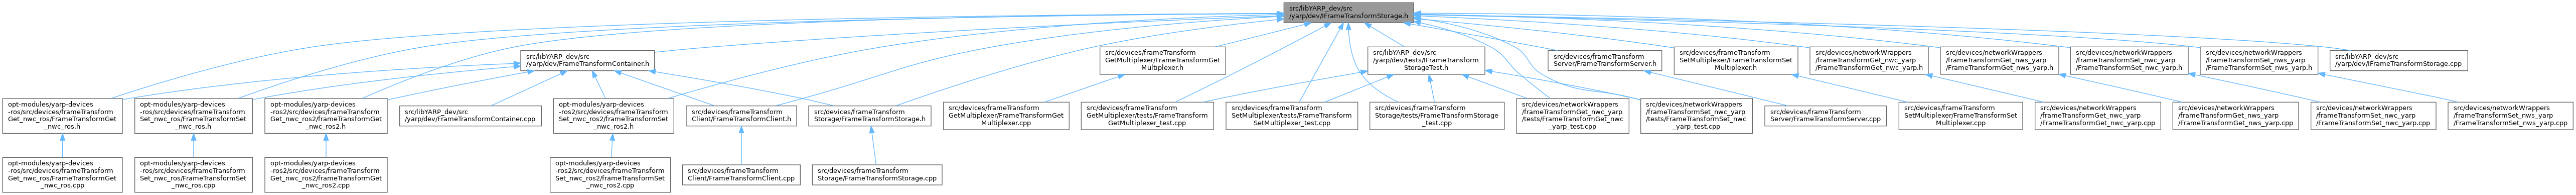 src/libYARP_dev/src
/yarp/dev/IFrameTransformStorage.h
src/libYARP_dev/src
/yarp/dev/FrameTransformContainer.h
src/devices/frameTransform
GetMultiplexer/FrameTransformGet
Multiplexer.h
src/libYARP_dev/src
/yarp/dev/tests/IFrameTransform
StorageTest.h
src/devices/frameTransform
Server/FrameTransformServer.h
src/devices/frameTransform
SetMultiplexer/FrameTransformSet
Multiplexer.h
src/devices/networkWrappers
/frameTransformGet_nwc_yarp
/FrameTransformGet_nwc_yarp.h
src/devices/networkWrappers
/frameTransformGet_nws_yarp
/FrameTransformGet_nws_yarp.h
src/devices/networkWrappers
/frameTransformSet_nwc_yarp
/FrameTransformSet_nwc_yarp.h
src/devices/networkWrappers
/frameTransformSet_nws_yarp
/FrameTransformSet_nws_yarp.h
src/libYARP_dev/src
/yarp/dev/IFrameTransformStorage.cpp
opt-modules/yarp-devices
-ros/src/devices/frameTransform
Get_nwc_ros/FrameTransformGet
_nwc_ros.h
opt-modules/yarp-devices
-ros/src/devices/frameTransform
Set_nwc_ros/FrameTransformSet
_nwc_ros.h
opt-modules/yarp-devices
-ros2/src/devices/frameTransform
Get_nwc_ros2/frameTransformGet
_nwc_ros2.h
src/libYARP_dev/src
/yarp/dev/FrameTransformContainer.cpp
opt-modules/yarp-devices
-ros2/src/devices/frameTransform
Set_nwc_ros2/frameTransformSet
_nwc_ros2.h
src/devices/frameTransform
Client/FrameTransformClient.h
src/devices/frameTransform
Storage/FrameTransformStorage.h
src/devices/frameTransform
GetMultiplexer/FrameTransformGet
Multiplexer.cpp
src/devices/frameTransform
GetMultiplexer/tests/FrameTransform
GetMultiplexer_test.cpp
src/devices/frameTransform
SetMultiplexer/tests/FrameTransform
SetMultiplexer_test.cpp
src/devices/frameTransform
Storage/tests/FrameTransformStorage
_test.cpp
src/devices/networkWrappers
/frameTransformGet_nwc_yarp
/tests/FrameTransformGet_nwc
_yarp_test.cpp
src/devices/networkWrappers
/frameTransformSet_nwc_yarp
/tests/FrameTransformSet_nwc
_yarp_test.cpp
src/devices/frameTransform
Server/FrameTransformServer.cpp
src/devices/frameTransform
SetMultiplexer/FrameTransformSet
Multiplexer.cpp
src/devices/networkWrappers
/frameTransformGet_nwc_yarp
/FrameTransformGet_nwc_yarp.cpp
src/devices/networkWrappers
/frameTransformGet_nws_yarp
/FrameTransformGet_nws_yarp.cpp
src/devices/networkWrappers
/frameTransformSet_nwc_yarp
/FrameTransformSet_nwc_yarp.cpp
src/devices/networkWrappers
/frameTransformSet_nws_yarp
/FrameTransformSet_nws_yarp.cpp
opt-modules/yarp-devices
-ros/src/devices/frameTransform
Get_nwc_ros/FrameTransformGet
_nwc_ros.cpp
opt-modules/yarp-devices
-ros/src/devices/frameTransform
Set_nwc_ros/FrameTransformSet
_nwc_ros.cpp
opt-modules/yarp-devices
-ros2/src/devices/frameTransform
Get_nwc_ros2/frameTransformGet
_nwc_ros2.cpp
opt-modules/yarp-devices
-ros2/src/devices/frameTransform
Set_nwc_ros2/frameTransformSet
_nwc_ros2.cpp
src/devices/frameTransform
Client/FrameTransformClient.cpp
src/devices/frameTransform
Storage/FrameTransformStorage.cpp